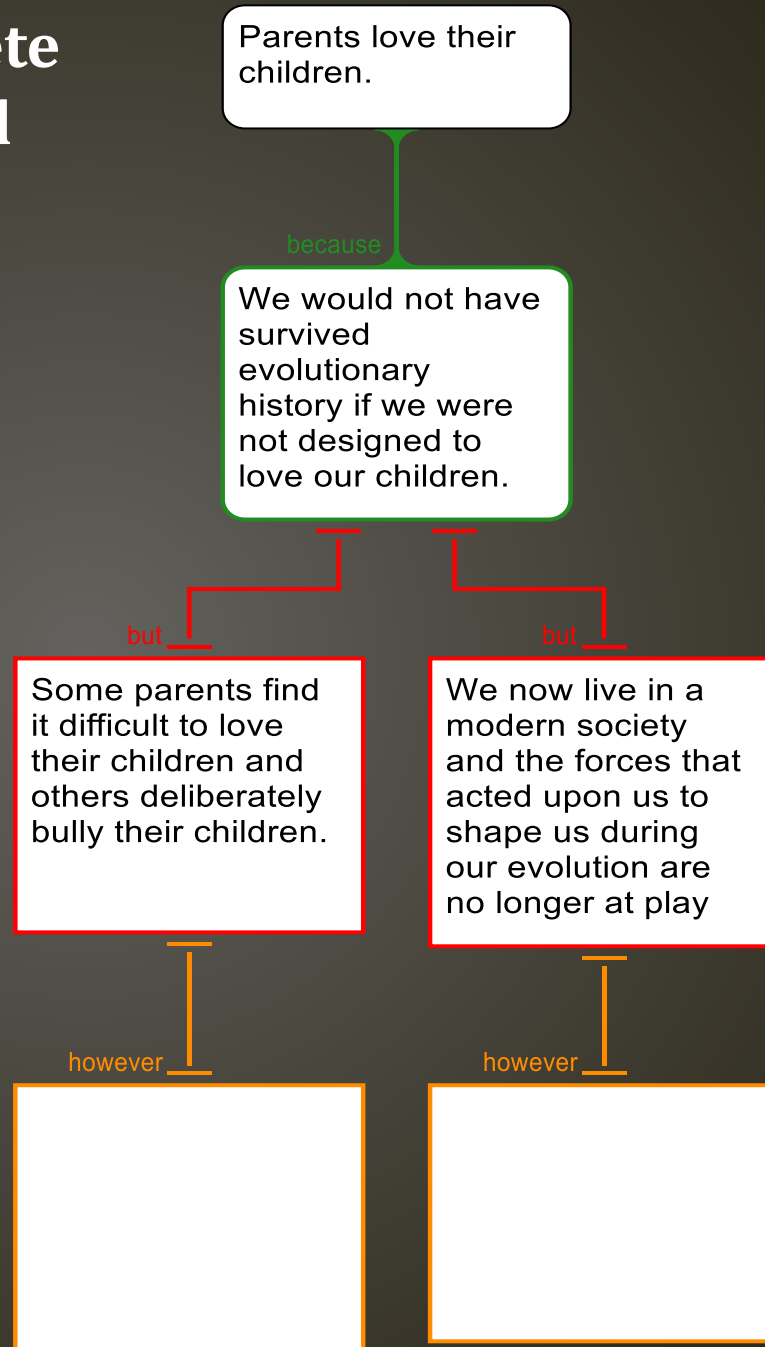 ete
l
Parents love their
children.
because
We would not have
survived
evolutionary
history if we were
not designed to
love our children.
but
Some parents find
it difficult to love
their children and
others deliberately
bully their children.
but
We now live in a
modern society
and the forces that
acted upon us to
shape us during
our evolution are
no longer at play
however
however